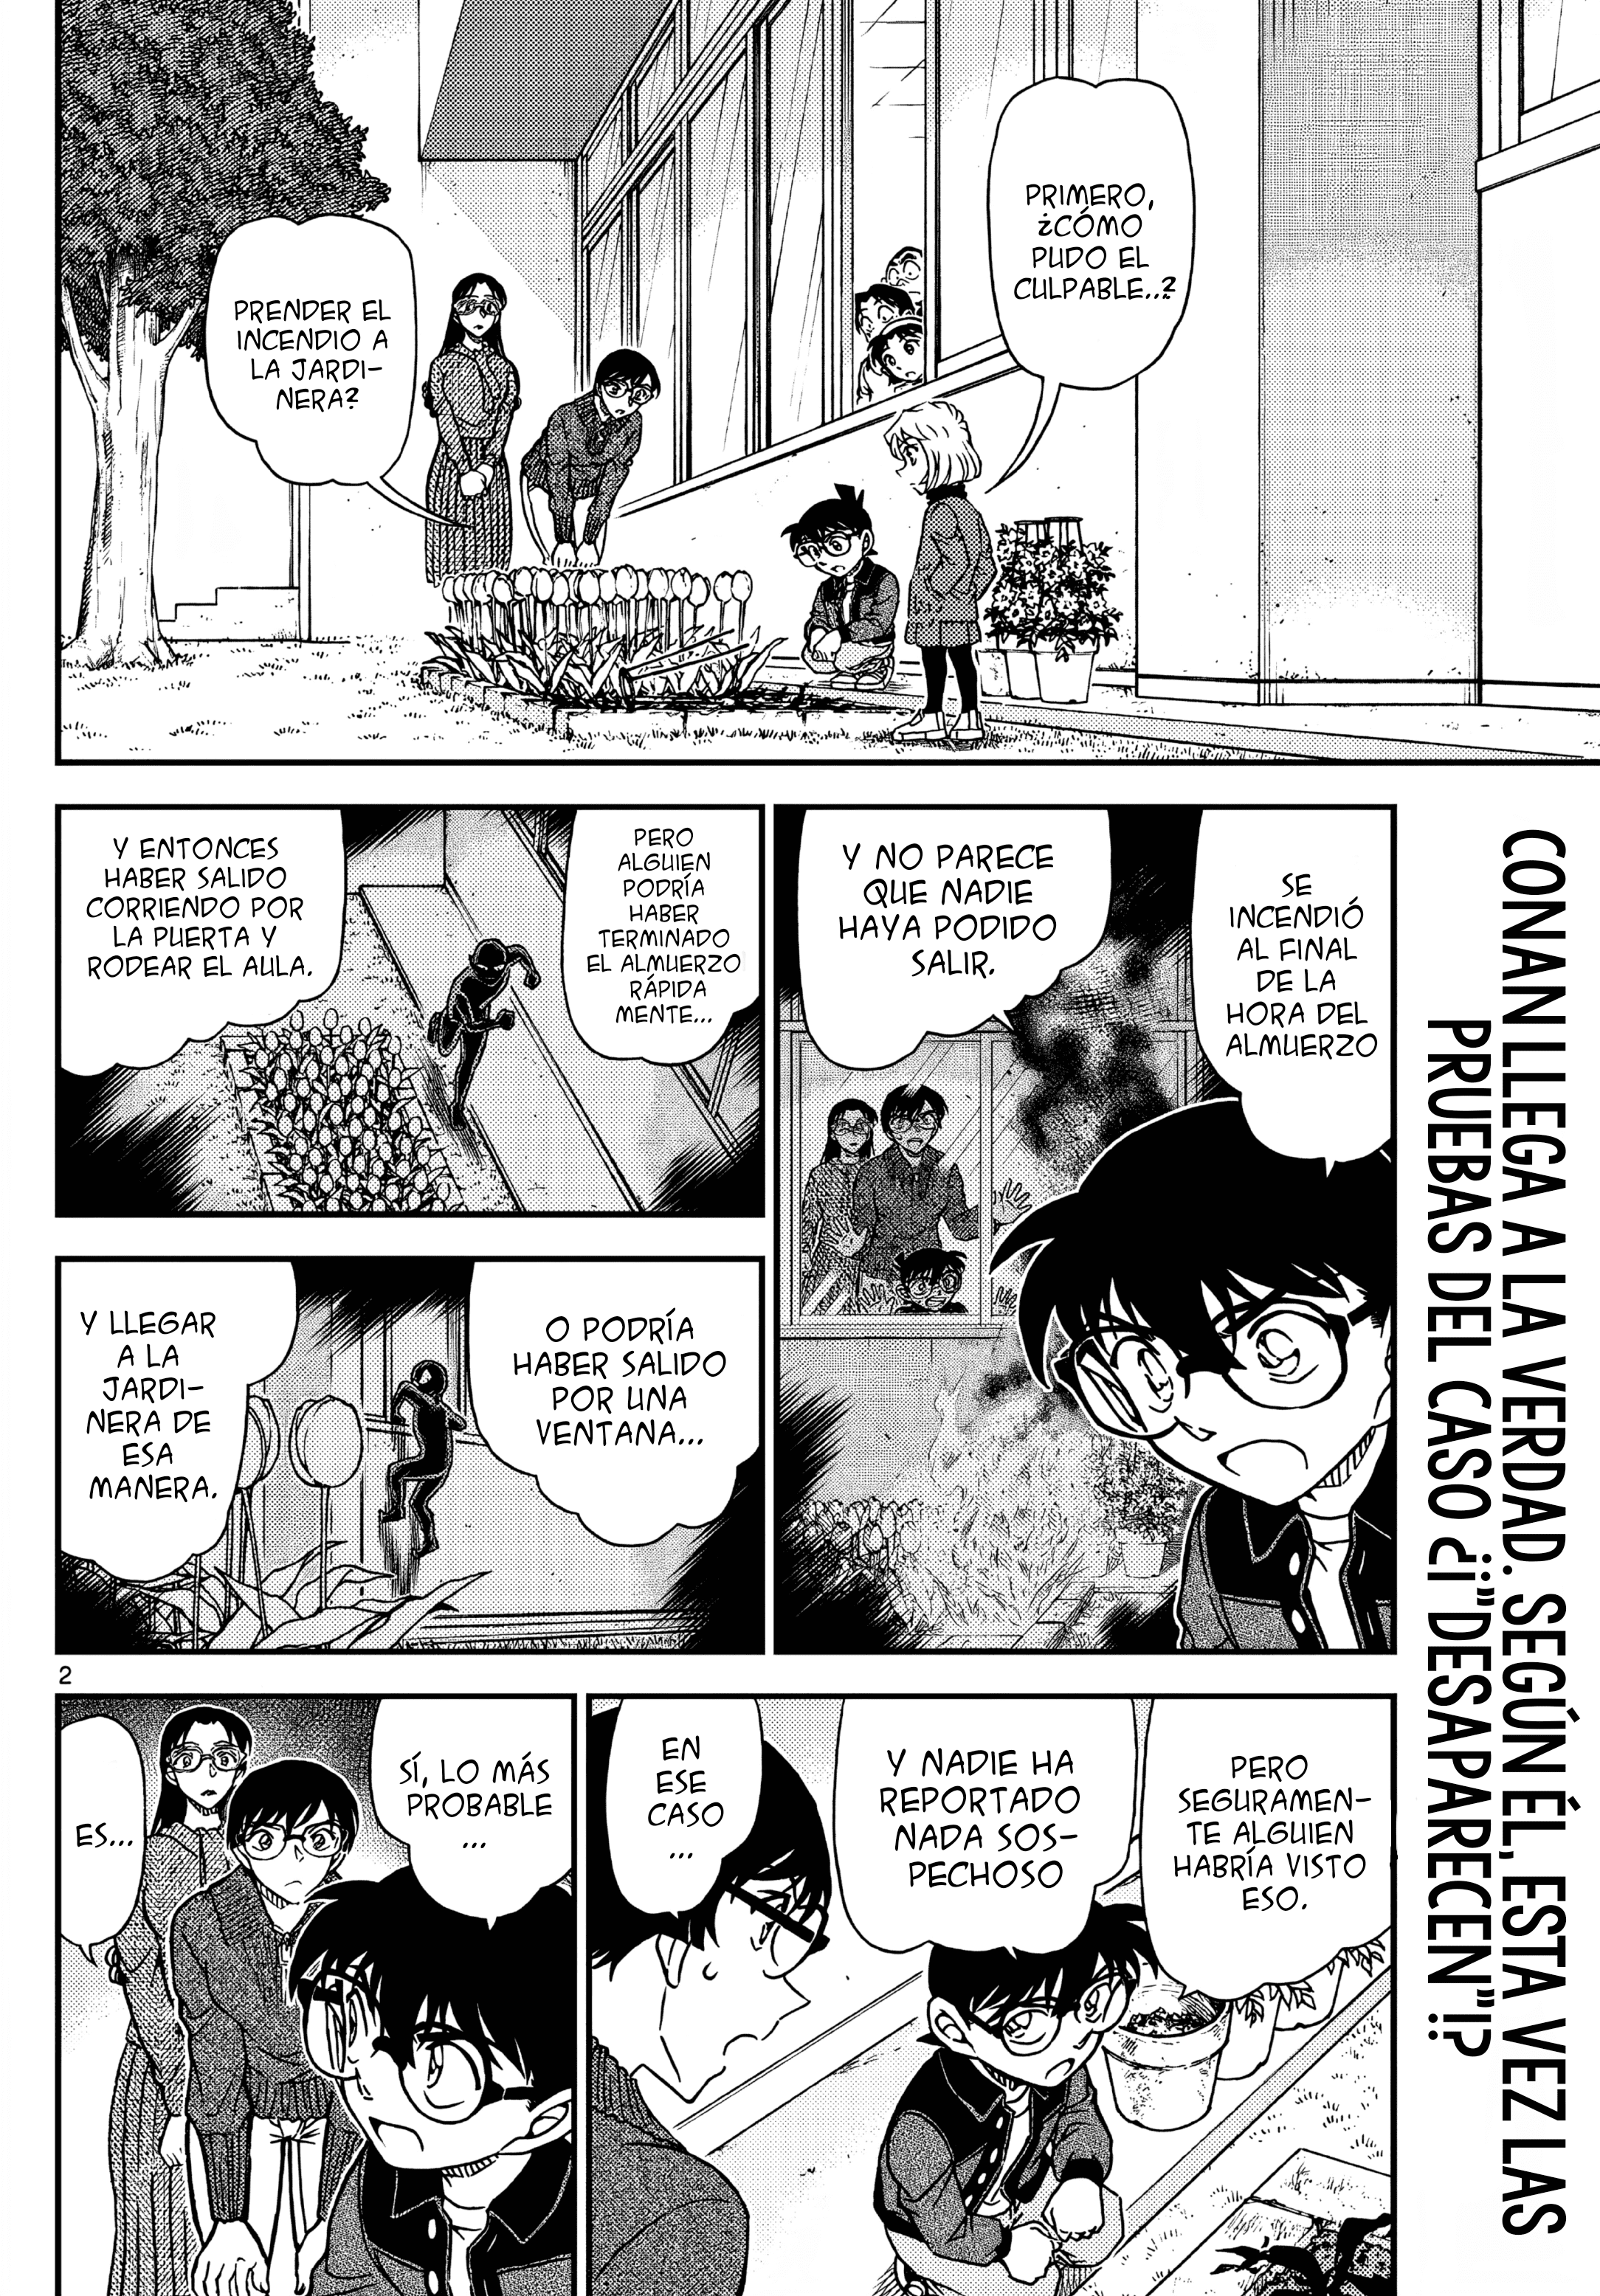 PRIMERO,
¿CÓMO
PUDO EL
CULPABLE..?
PRENDER EL
INCENDIO A
LA JARDI-
NERA?
SE
INCENDIÓ
AL FINAL
DE LA
HORA DEL
ALMUERZO
Y NO PARECE
QUE NADIE
HAYA PODIDO
SALIR.
PERO
ALGUIEN
PODRÍA
HABER
TERMINADO
EL ALMUERZO
RÁPIDA
MENTE...
Y ENTONCES
HABER SALIDO
CORRIENDO POR
LA PUERTA Y
RODEAR EL AULA.
O PODRÍA
HABER SALIDO
POR UNA
VENTANA...
Y LLEGAR
A LA
JARDI-
NERA DE
ESA
MANERA.
CONAN LLEGA A LA VERDAD. SEGÚN ÉL, ESTA VEZ LAS
PRUEBAS DEL CASO ¿¡"DESAPARECEN"!?
2
PERO
SEGURAMEN-
TE ALGUIEN
HABRÍA VISTO
ESO.
Y NADIE HA
REPORTADO
NADA SOS-
PECHOSO
EN
ESE
CASO
...
SÍ, LO MÁS
PROBABLE
...
ES...